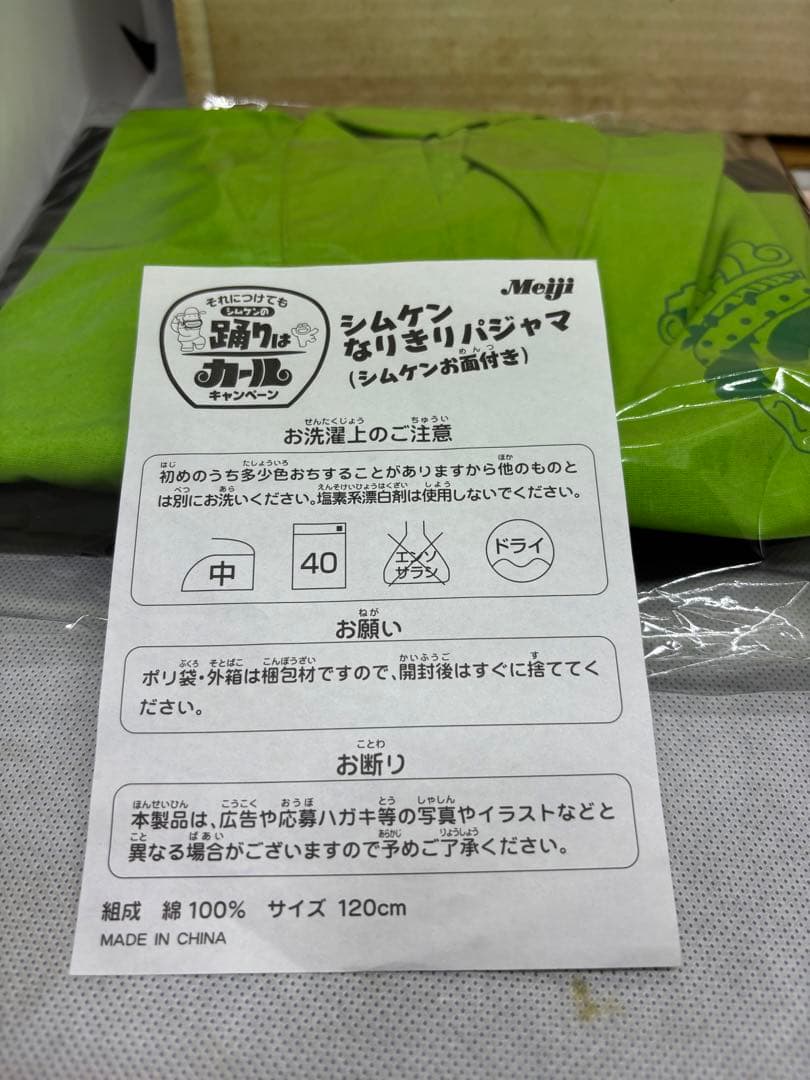 それにつけても
シムケンの
踊りは
カール
キャンペーン
Meiji
シムケン
なりきりパジャマ
(シムケンお面付き)
お洗濯上のご注意
初めのうち多少色おちすることがありますから他のものと
は別にお洗いください。塩素系漂白剤は使用しないでください。
中
40
エンソ
サラシ
ドライ
お願い
ポリ袋・外箱は梱包材ですので、開封後はすぐに捨ててく
ださい。
お断り
本製品は、広告や応募ハガキ等の写真やイラストなどと
異なる場合がございますので予めご了承ください。
組成 綿100% サイズ 120cm
MADE IN CHINA